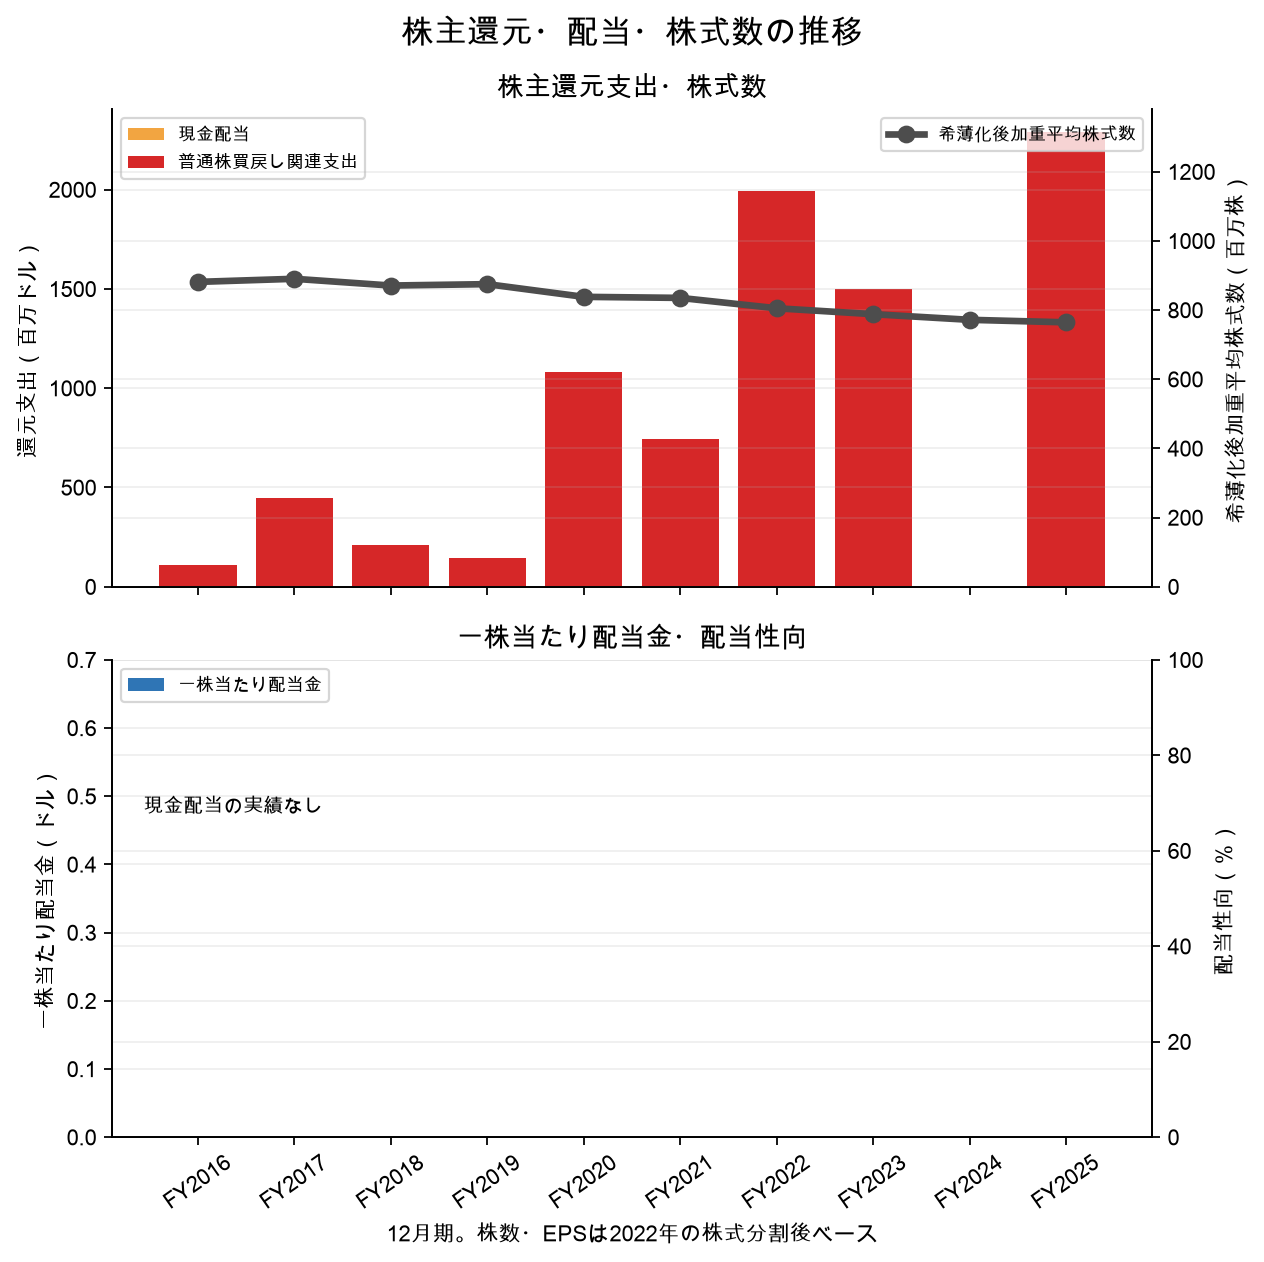 株主還元・配当・株式数の推移
株主還元支出・株式数
現金配当
普通株買戻し関連支出
希薄化後加重平均株式数
還元支出（百万ドル）
2000
1500
1000
500
0
1200
1000
800
600
400
200
0
希薄化後加重平均株式数（百万株）
一株当たり配当金・配当性向
一株当たり配当金
現金配当の実績なし
一株当たり配当金（ドル）
0.7
0.6
0.5
0.4
0.3
0.2
0.1
0.0
100
80
60
40
20
0
配当性向（%）
FY2016 FY2017 FY2018 FY2019 FY2020 FY2021 FY2022 FY2023 FY2024 FY2025
12月期。株数・EPSは2022年の株式分割後ベース